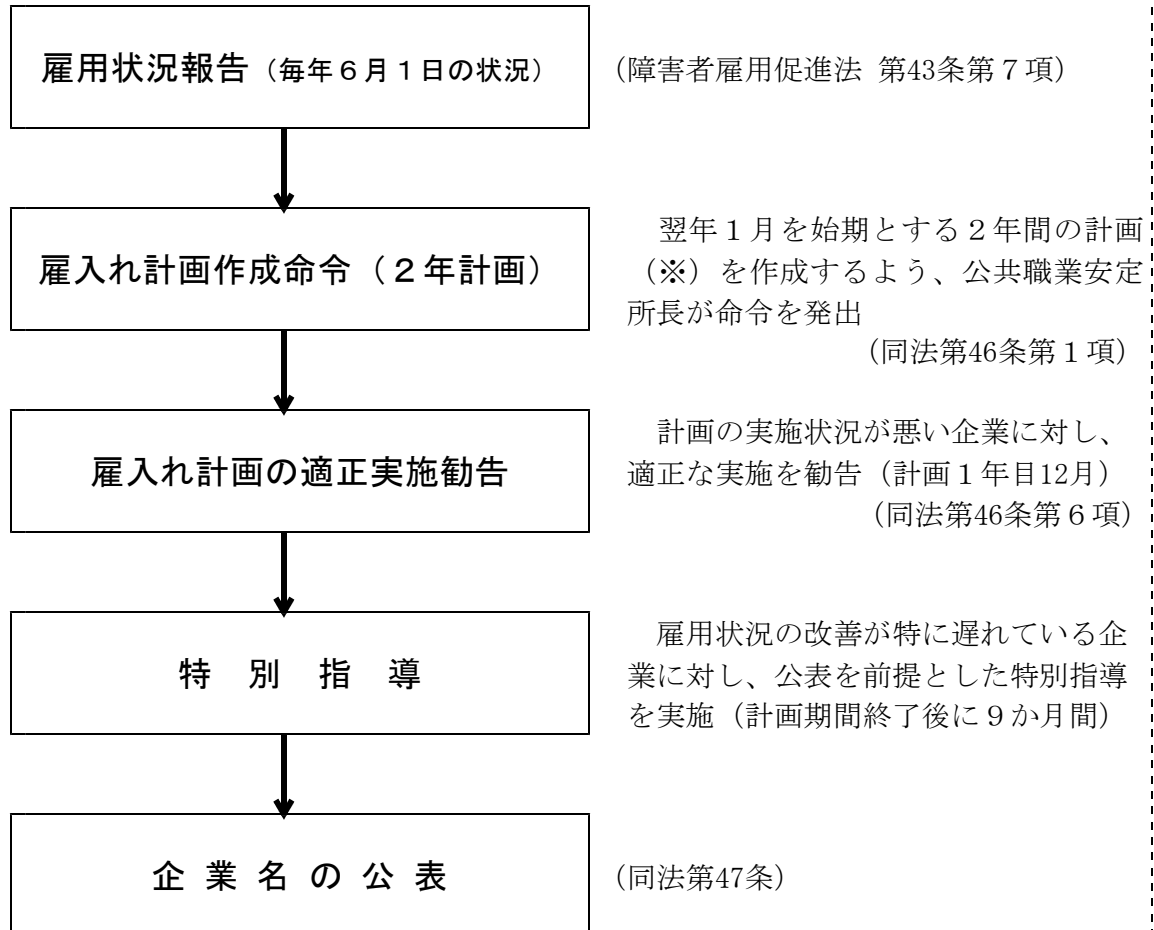 雇用状況報告(毎年６月１日の状況)
(障害者雇用促進法 第43条第７項)
雇入れ計画作成命令(２年計画)
翌年１月を始期とする２年間の計画
(※)を作成するよう、公共職業安定
所長が命令を発出
(同法第46条第１項)
雇入れ計画の適正実施勧告
計画の実施状況が悪い企業に対し、
適正な実施を勧告(計画１年目12月)
(同法第46条第６項)
特別指導
雇用状況の改善が特に遅れている企
業に対し、公表を前提とした特別指導
を実施(計画期間終了後に９か月間)
企業名の公表
(同法第47条)